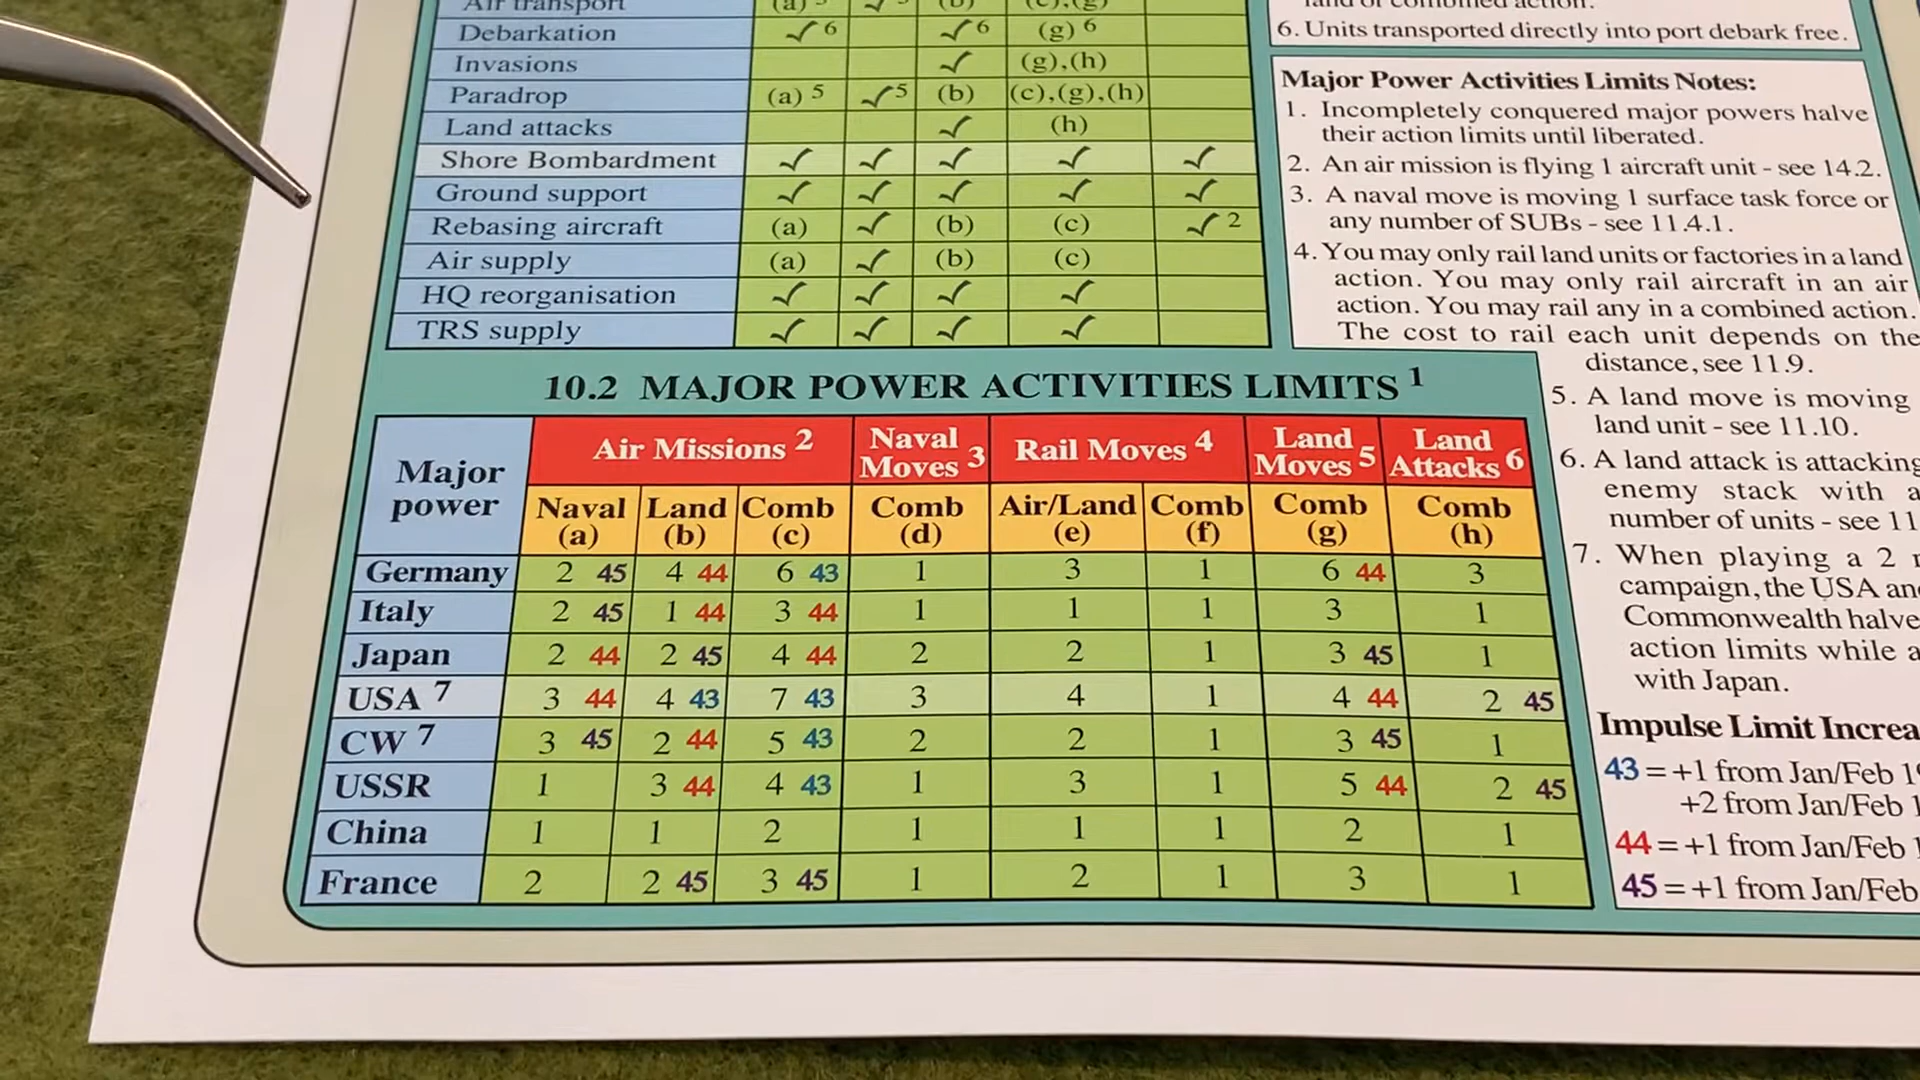 Air transport (a) 5 ✓ 5 (b) (c),(g)
Debarkation ✓ 6 ✓ 6 (g) 6
Invasions ✓ (g),(h)
Paradrop (a) 5 ✓ 5 (b) (c),(g),(h)
Land attacks ✓ (h)
Shore Bombardment ✓ ✓ ✓ ✓ ✓
Ground support ✓ ✓ ✓ ✓ ✓
Rebasing aircraft (a) ✓ (b) (c) ✓ 2
Air supply (a) ✓ (b) (c)
HQ reorganisation ✓ ✓ ✓ ✓
TRS supply ✓ ✓ ✓ ✓
land or combined action.
6. Units transported directly into port debark free.
Major Power Activities Limits Notes:
1. Incompletely conquered major powers halve
their action limits until liberated.
2. An air mission is flying 1 aircraft unit - see 14.2.
3. A naval move is moving 1 surface task force or
any number of SUBs - see 11.4.1.
4. You may only rail land units or factories in a land
action. You may only rail aircraft in an air
action. You may rail any in a combined action.
The cost to rail each unit depends on the
distance, see 11.9.
5. A land move is moving
land unit - see 11.10.
6. A land attack is attacking
enemy stack with a
number of units - see 11
7. When playing a 2
campaign, the USA and
Commonwealth halve
action limits while a
with Japan.
Impulse Limit Increa
43 = +1 from Jan/Feb 1
+2 from Jan/Feb 1
44 = +1 from Jan/Feb 1
45 = +1 from Jan/Feb
10.2 MAJOR POWER ACTIVITIES LIMITS 1
Major power
Air Missions 2 Naval Moves 3 Rail Moves 4 Land Moves 5 Land Attacks 6
Naval (a) Land (b) Comb (c) Comb (d) Air/Land (e) Comb (f) Comb (g) Comb (h)
Germany 2 45 4 44 6 43 1 3 1 6 44 3
Italy 2 45 1 44 3 44 1 1 1 3 1
Japan 2 44 2 45 4 44 2 2 1 3 45 1
USA 7 3 44 4 43 7 43 3 4 1 4 44 2 45
CW 7 3 45 2 44 5 43 2 2 1 3 45 1
USSR 1 3 44 4 43 1 3 1 5 44 2 45
China 1 1 2 1 1 1 2 1
France 2 2 45 3 45 1 2 1 3 1